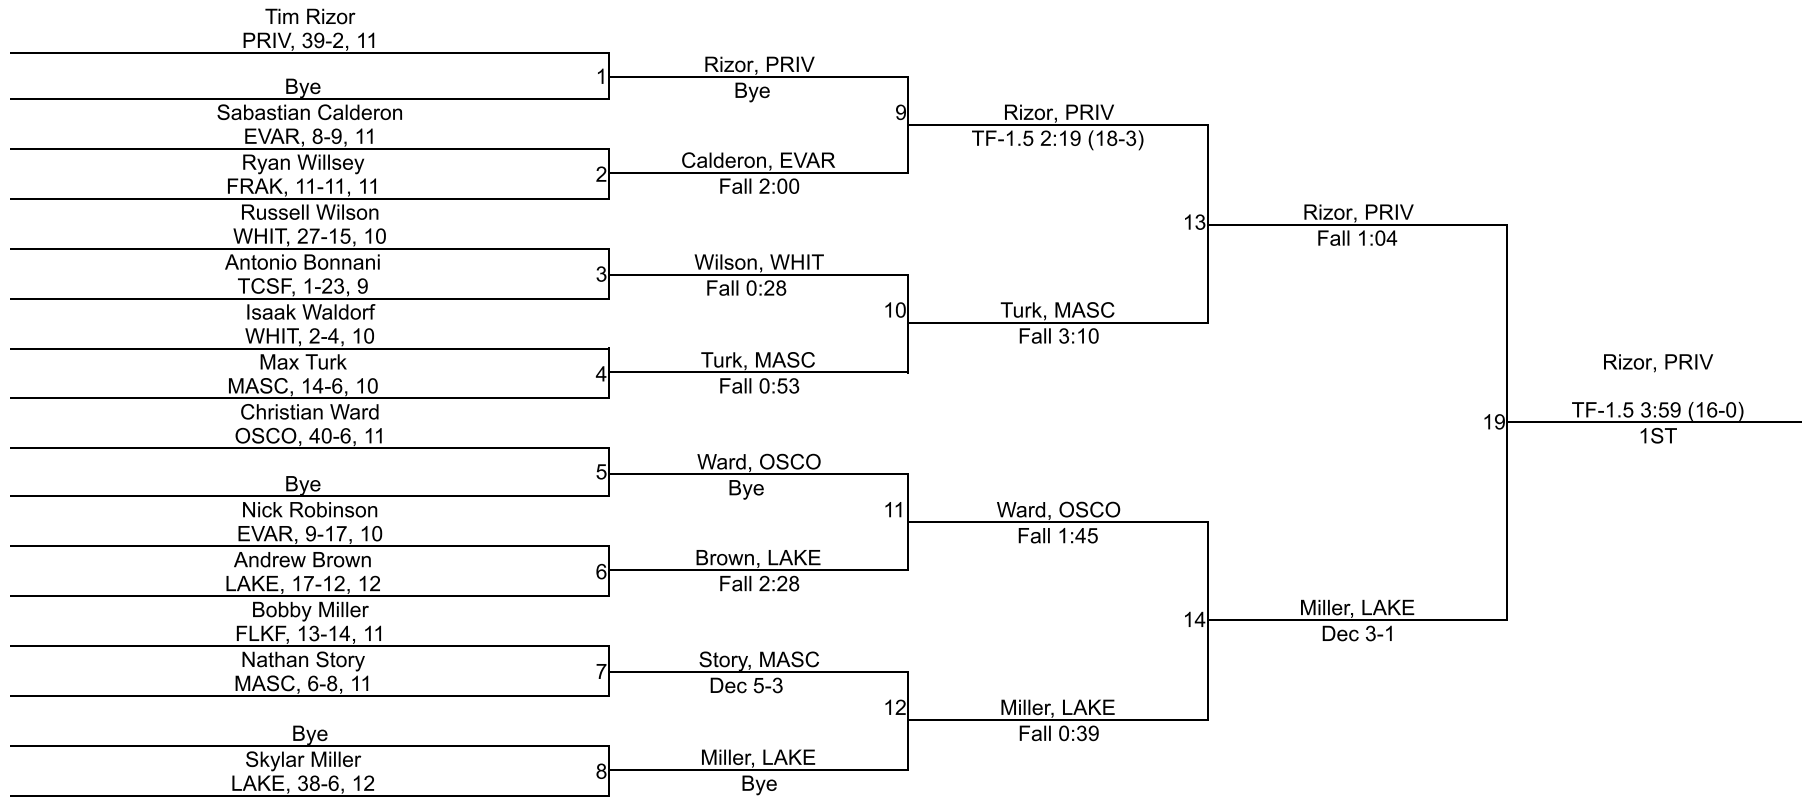 Tim Rizor
PRIV, 39-2, 11
Bye
1
Sabastian Calderon
EVAR, 8-9, 11
Ryan Willsey
FRAK, 11-11, 11
2
Russell Wilson
WHIT, 27-15, 10
Antonio Bonnani
TCSF, 1-23, 9
3
Isaak Waldorf
WHIT, 2-4, 10
Max Turk
MASC, 14-6, 10
4
Christian Ward
OSCO, 40-6, 11
Bye
5
Nick Robinson
EVAR, 9-17, 10
Andrew Brown
LAKE, 17-12, 12
6
Bobby Miller
FLKF, 13-14, 11
Nathan Story
MASC, 6-8, 11
7
Bye
Skylar Miller
LAKE, 38-6, 12
8
Rizor, PRIV
Bye
9
Calderon, EVAR
Fall 2:00
Wilson, WHIT
Fall 0:28
10
Turk, MASC
Fall 0:53
Ward, OSCO
Bye
11
Brown, LAKE
Fall 2:28
Story, MASC
Dec 5-3
12
Miller, LAKE
Bye
Rizor, PRIV
TF-1.5 2:19 (18-3)
13
Turk, MASC
Fall 3:10
Ward, OSCO
Fall 1:45
14
Miller, LAKE
Fall 0:39
Rizor, PRIV
Fall 1:04
19
Miller, LAKE
Dec 3-1
Rizor, PRIV
TF-1.5 3:59 (16-0)
1ST